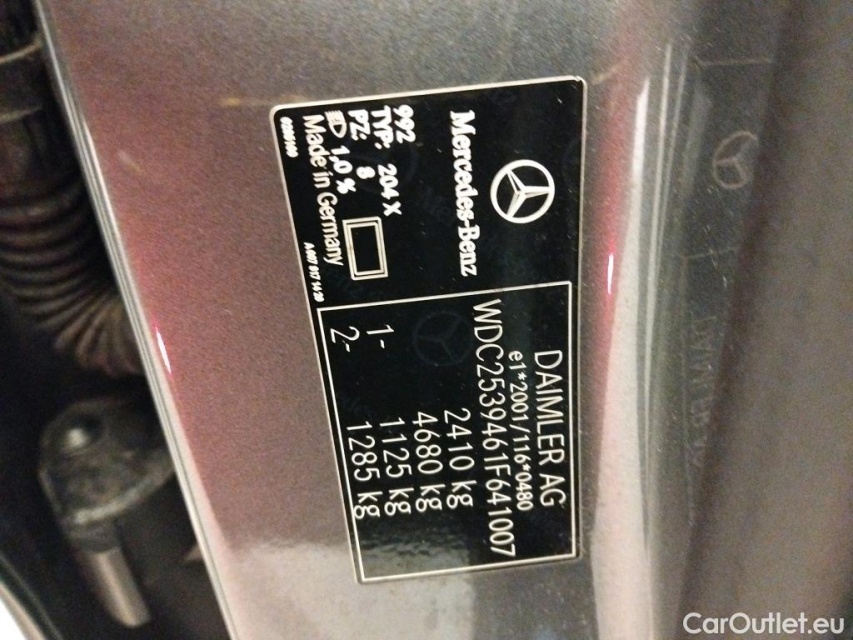 Mercedes-Benz
992
TYP: 204 X
PZ: 8
1,0 %
Made in Germany
DAIMLER AG
e1*2001/116*0480
WDC2539461F641007
2410 kg
4680 kg
1- 1125 kg
2- 1285 kg
CarOutlet.eu